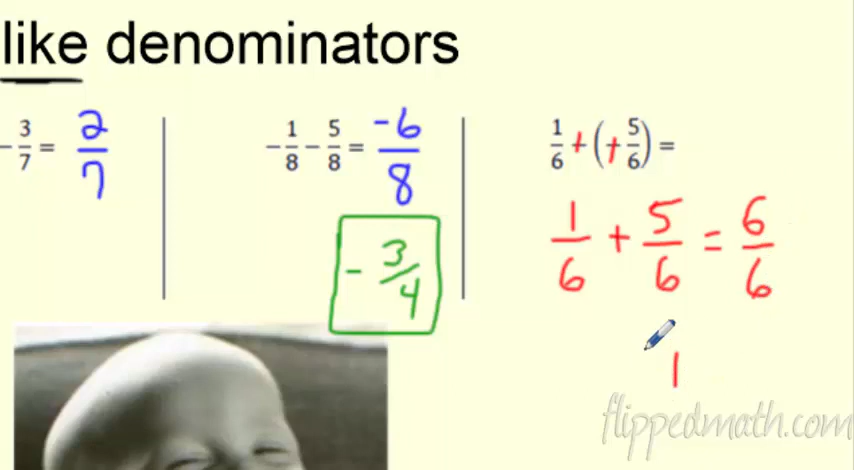 like denominators
- 3/7 = 2/7
- 1/8 - 5/8 = -6/8
- 3/4
1/6 + (+ 5/6) =
1/6 + 5/6 = 6/6
1
flippedmath.com